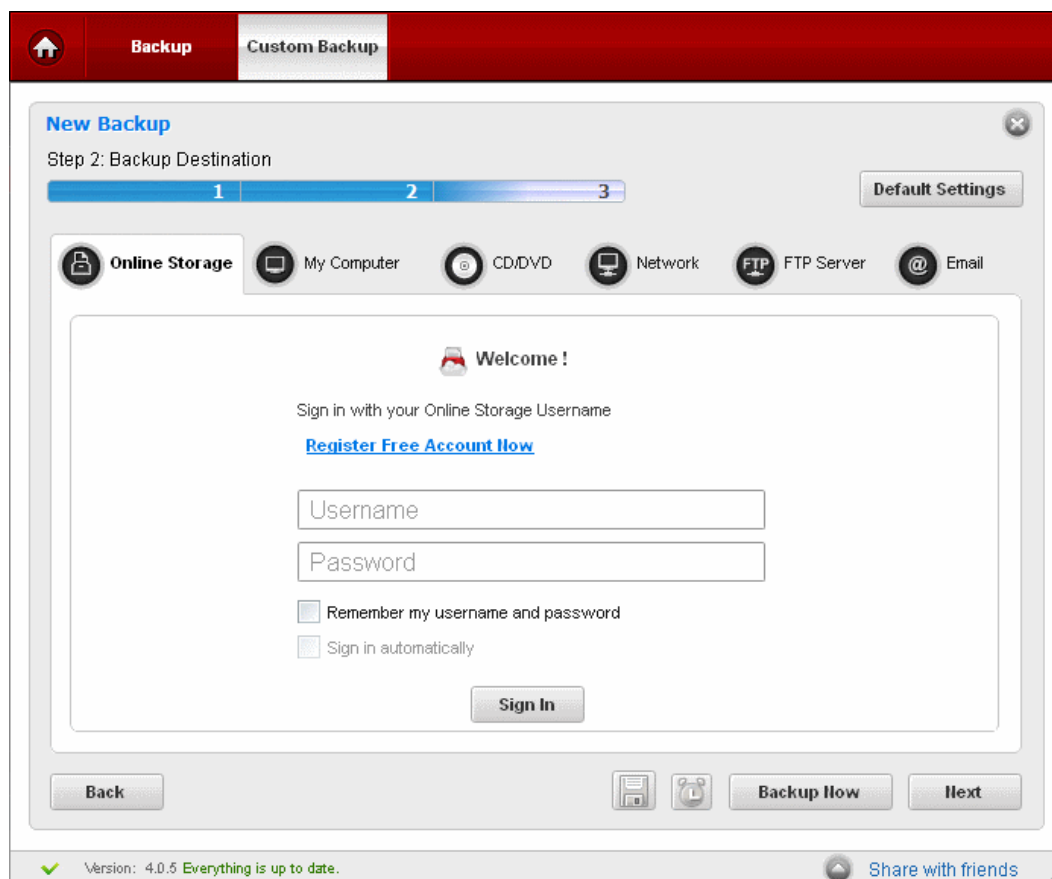 Backup
Custom Backup
New Backup
Step 2: Backup Destination
1 2 3
Default Settings
Online Storage
My Computer
CD/DVD
Network
FTP
FTP Server
@
Email
Welcome !
Sign in with your Online Storage Username
Register Free Account Now
Username
Password
Remember my username and password
Sign in automatically
Sign In
Back
Backup Now
Next
Version: 4.0.5 Everything is up to date.
Share with friends